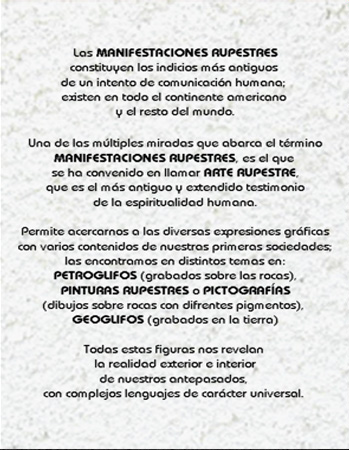 Las MANIFESTACIONES RUPESTRES
constituyen los indicios más antiguos
de un intento de comunicación humana;
existen en todo el continente americano
y el resto del mundo.
Una de las múltiples miradas que abarca el término
MANIFESTACIONES RUPESTRES, es el que
se ha convenido en llamar ARTE RUPESTRE,
que es el más antiguo y extendido testimonio
de la espiritualidad humana.
Permite acercarnos a las diversas expresiones gráficas
con varios contenidos de nuestras primeras sociedades;
las encontramos en distintos temas en:
PETROGLIFOS (grabados sobre las rocas),
PINTURAS RUPESTRES o PICTOGRAFÍAS
(dibujos sobre rocas con difrentes pigmentos),
GEOGLIFOS (grabados en la tierra)
Todas estas figuras nos revelan
la realidad exterior e interior
de nuestros antepasados,
con complejos lenguajes de carácter universal.